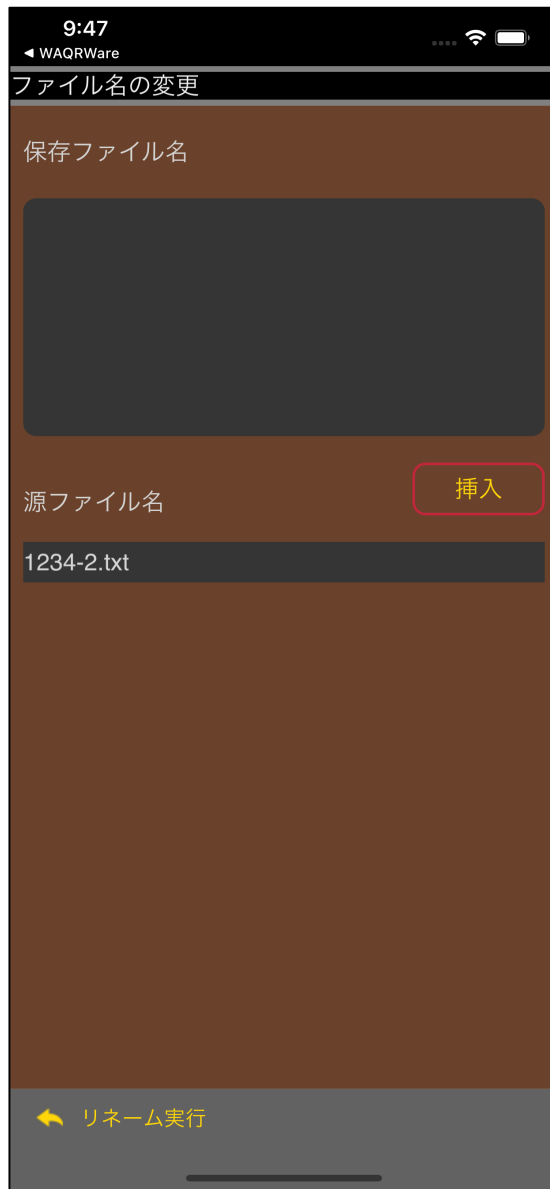 9:47
◀ WAQRWare
ファイル名の変更
保存ファイル名
挿入
源ファイル名
1234-2.txt
リネーム実行